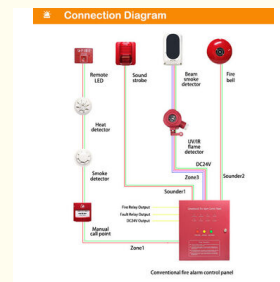 Connection Diagram
Remote
LED
Sound
strobe
Beam
smoke
detector
Fire
bell
Heat
detector
UV/IR
flame
detector
DC24V
Smoke
detector
Zone3
Sounder2
Sounder1
Manual
call point
Fire Relay Output
Fault Relay Output
DC24V Output
Zone1
Conventional fire alarm control panel